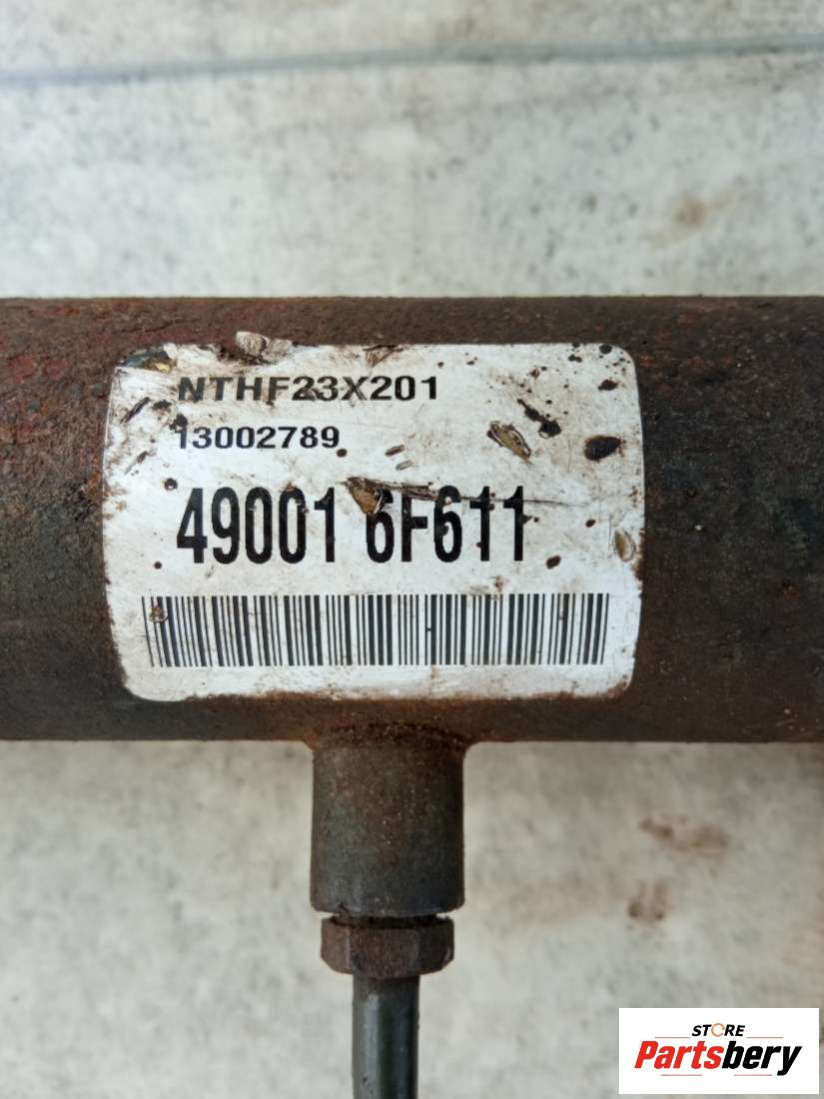 NTHF23X201
13002789
49001 6F611
STORE
Partsbery